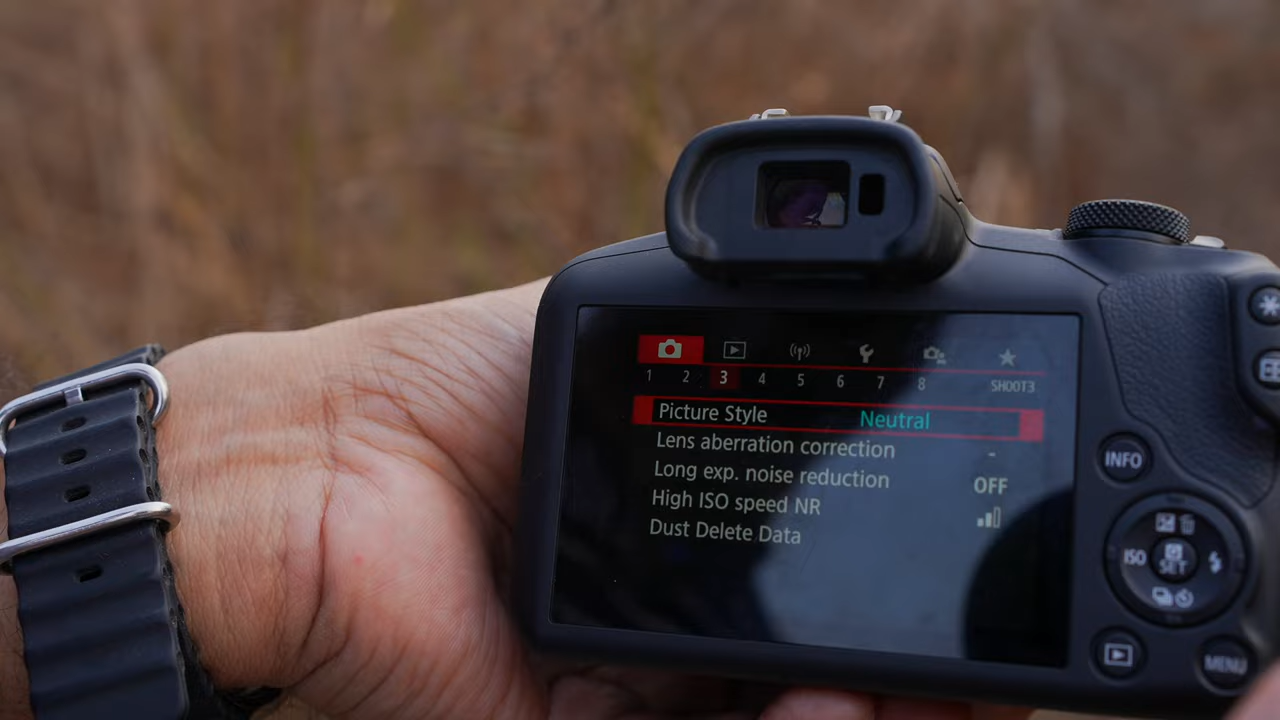 1 2 3 4 5 6 7 8 SHOOT3
Picture Style Neutral
Lens aberration correction -
Long exp. noise reduction OFF
High ISO speed NR
Dust Delete Data
INFO
ISO
SET
MENU